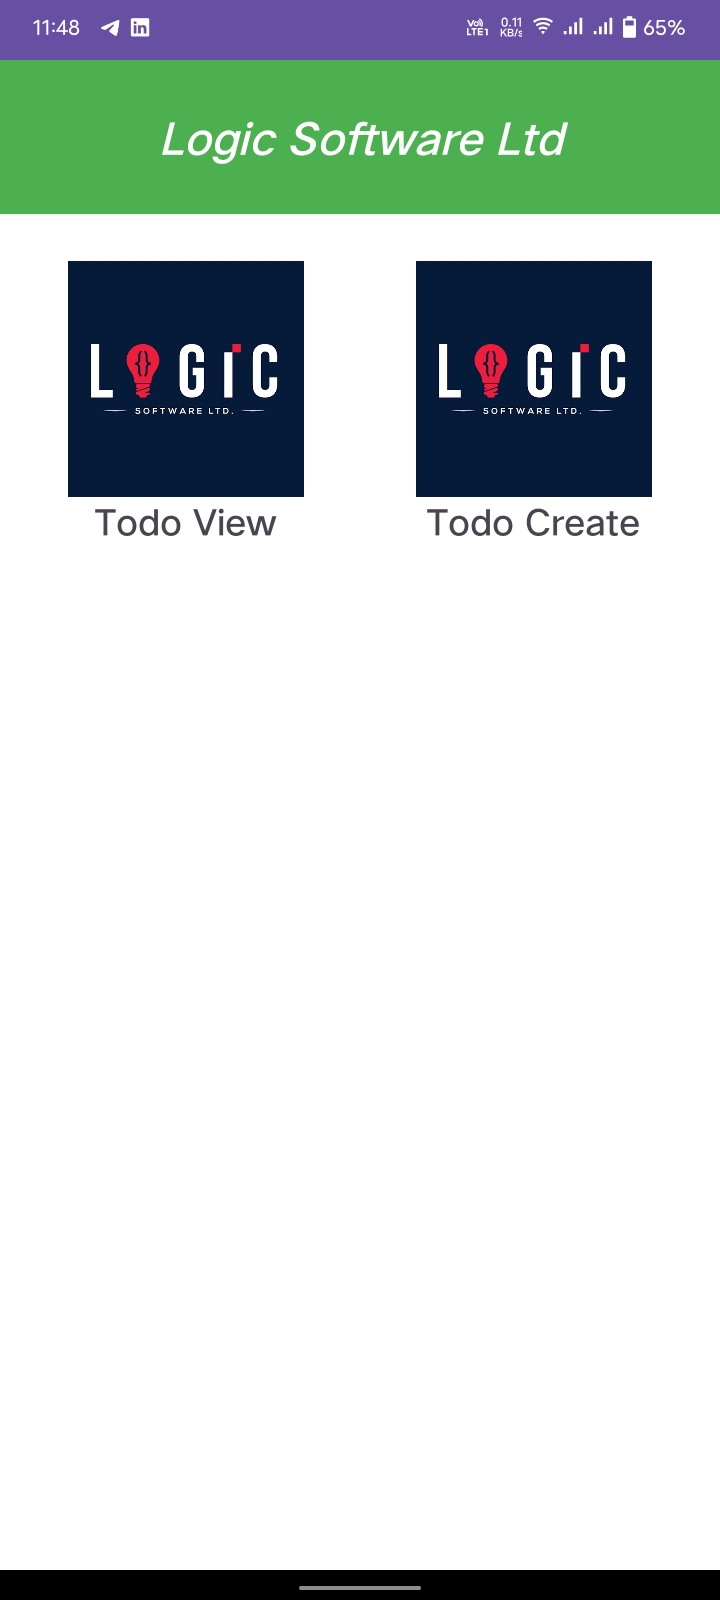 11:48 Vo) LTE1 0.11 KB/s 65%
Logic Software Ltd
LOGIC LOGIC
SOFTWARE LTD. SOFTWARE LTD.
Todo View Todo Create